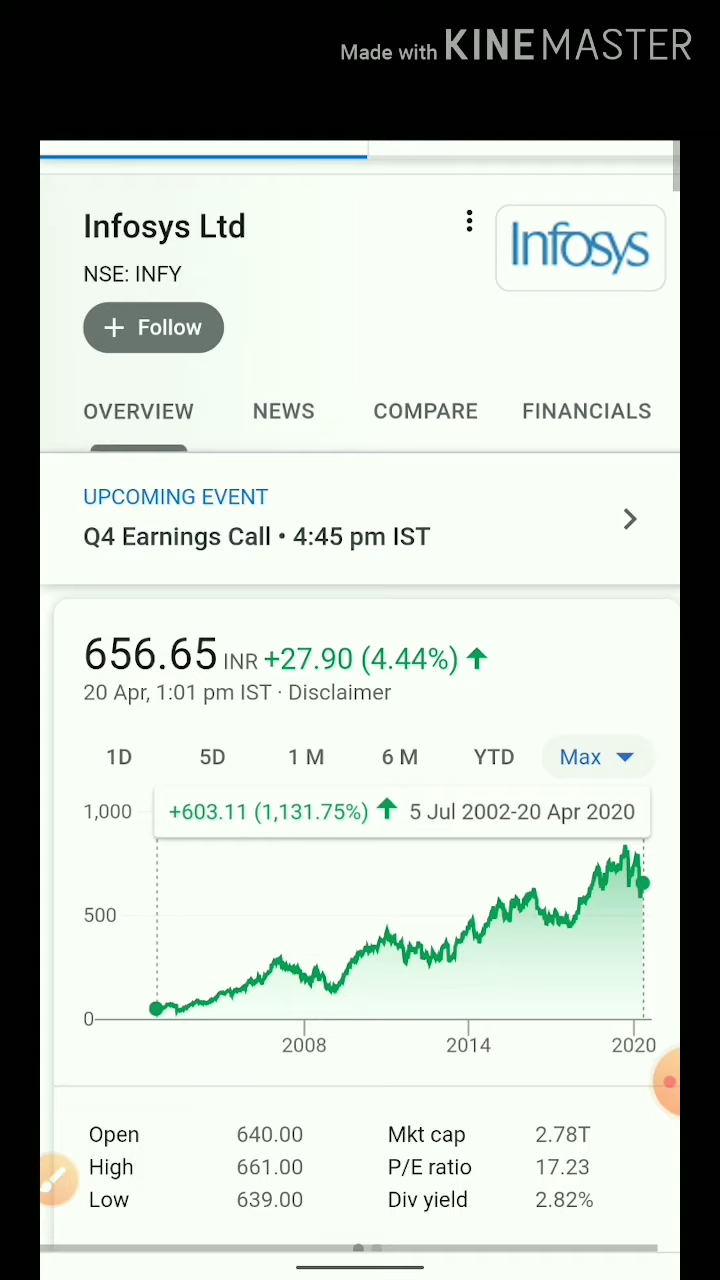 Made with KINEMASTER
Infosys Ltd
Infosys
NSE: INFY
+ Follow
OVERVIEW NEWS COMPARE FINANCIALS
UPCOMING EVENT
Q4 Earnings Call • 4:45 pm IST
656.65 INR +27.90 (4.44%)
20 Apr, 1:01 pm IST · Disclaimer
1D 5D 1 M 6 M YTD Max
1,000 +603.11 (1,131.75%) 5 Jul 2002-20 Apr 2020
500
0
2008 2014 2020
Open 640.00 Mkt cap 2.78T
High 661.00 P/E ratio 17.23
Low 639.00 Div yield 2.82%